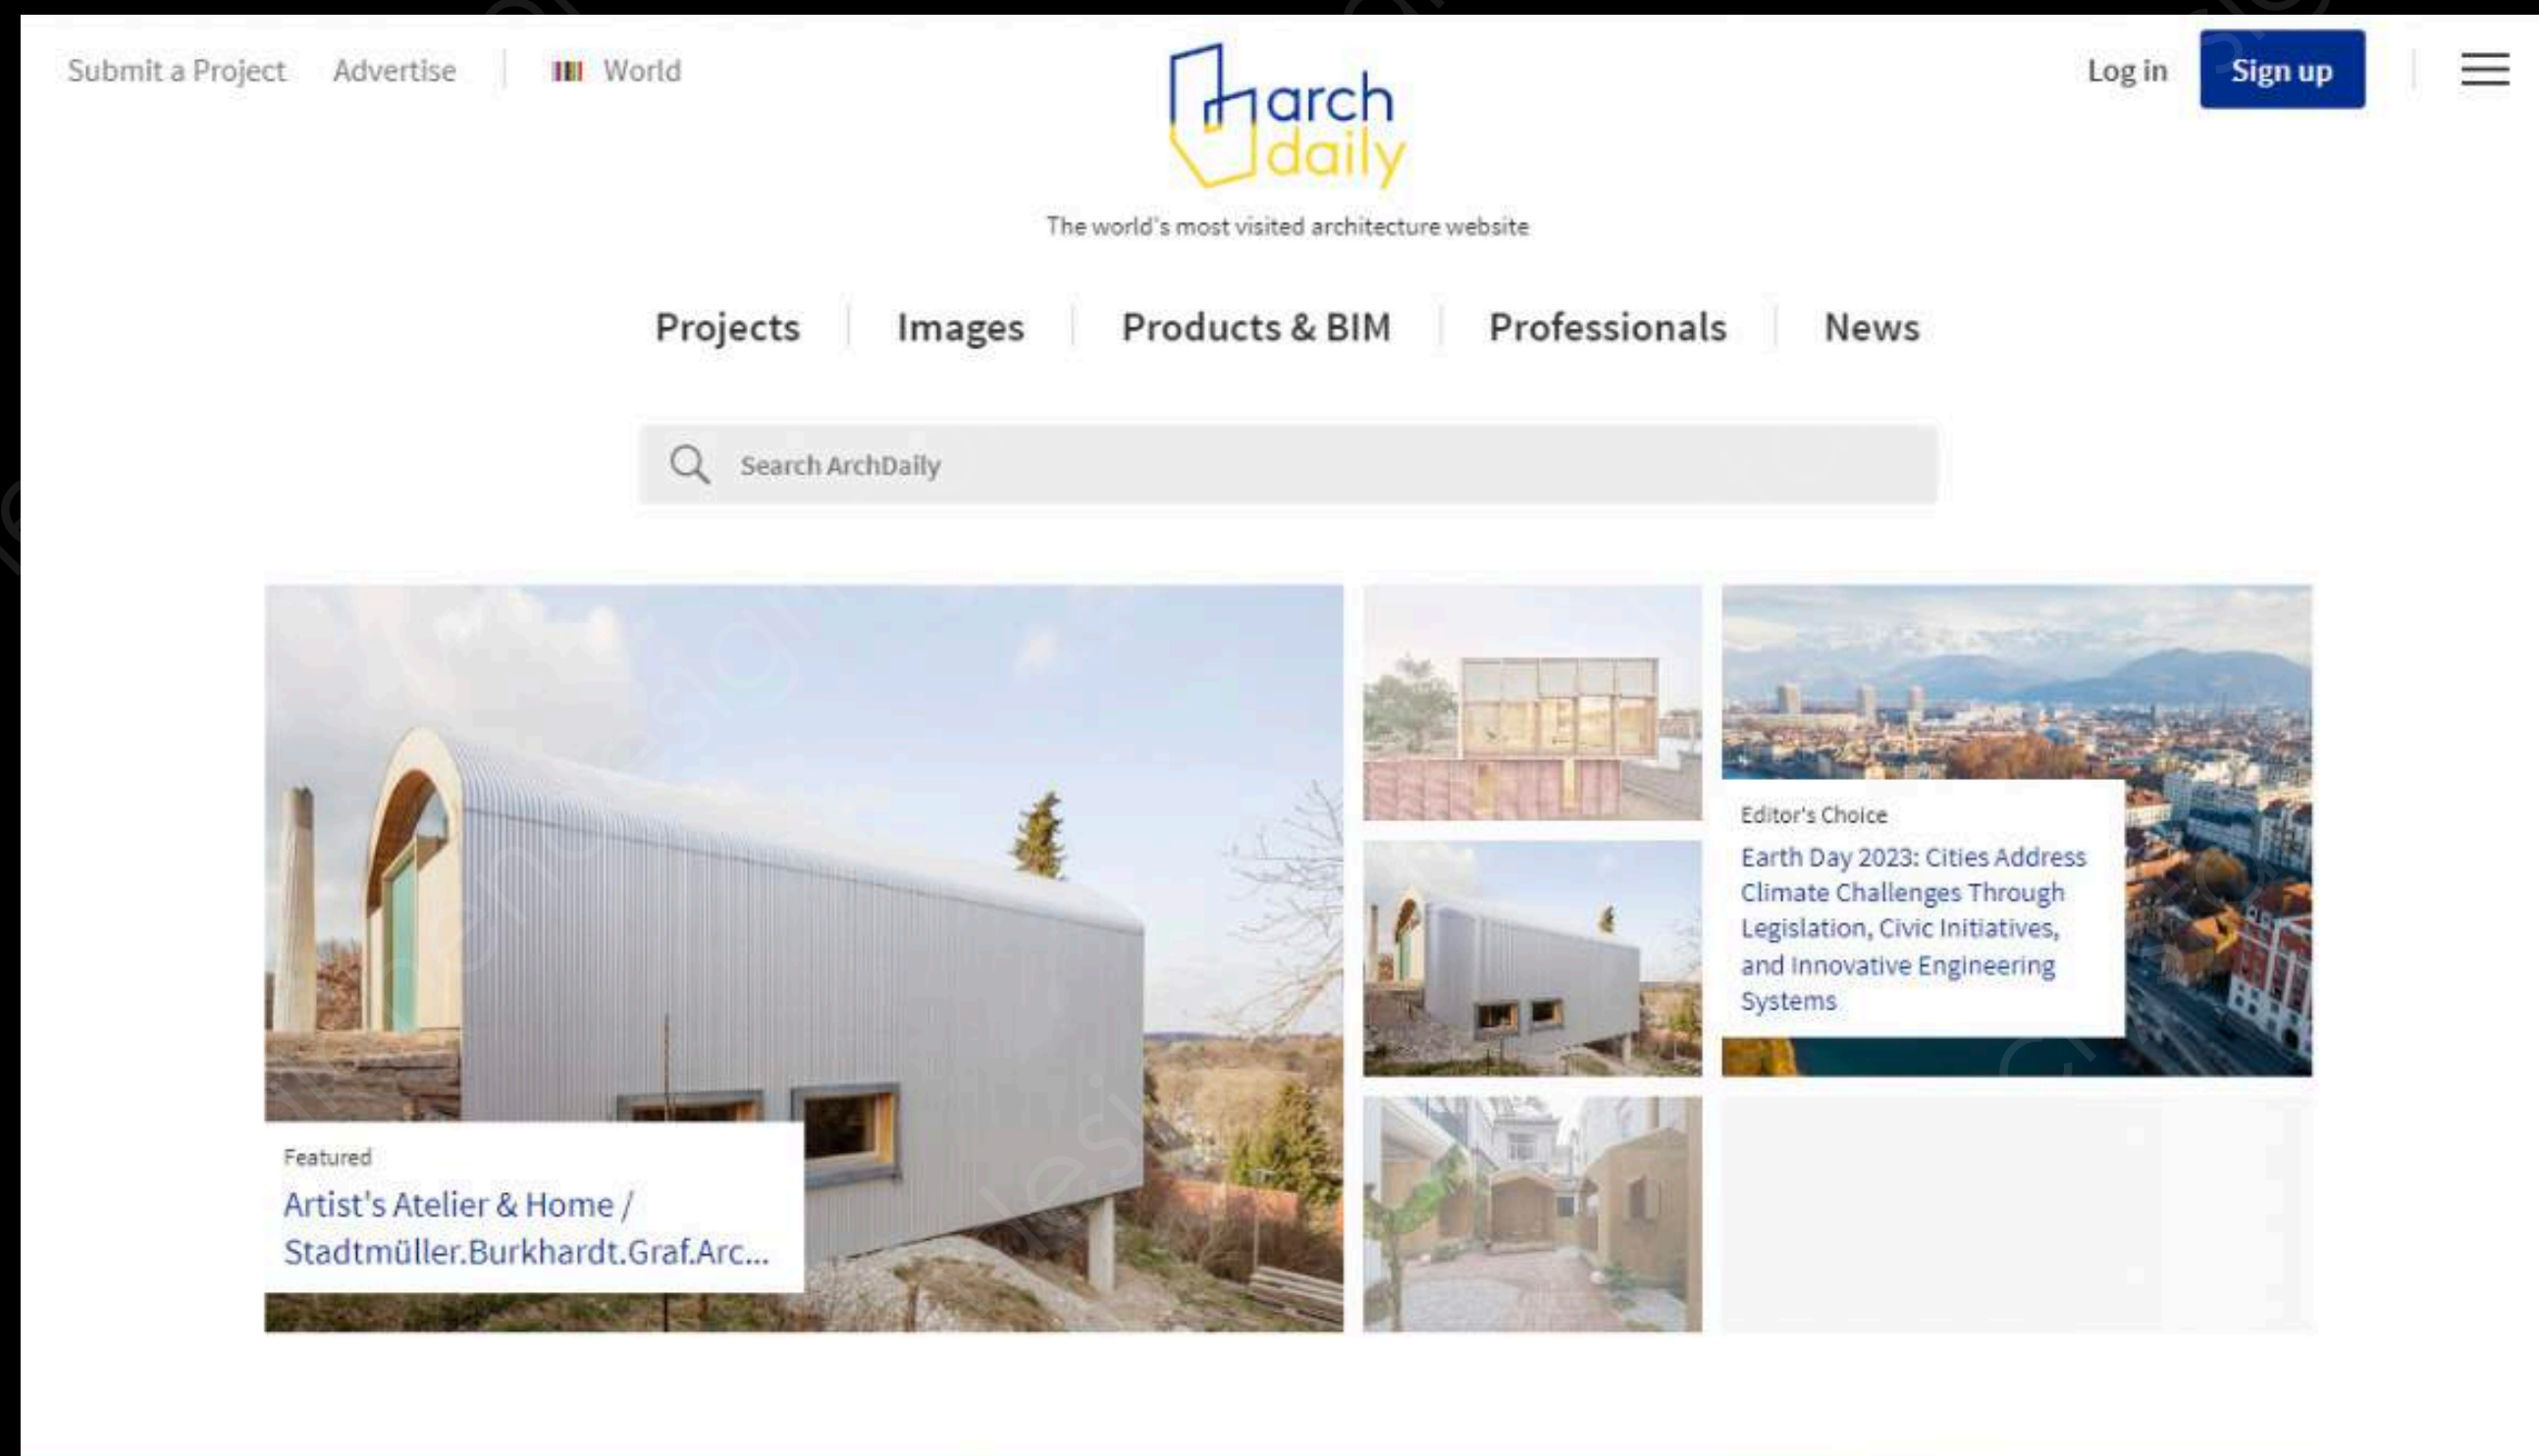 Submit a Project Advertise World
arch
daily
Log in Sign up
The world's most visited architecture website
Projects Images Products & BIM Professionals News
Search ArchDaily
Featured
Artist's Atelier & Home /
Stadtmüller.Burkhardt.Graf.Arc...
Editor's Choice
Earth Day 2023: Cities Address
Climate Challenges Through
Legislation, Civic Initiatives,
and Innovative Engineering
Systems